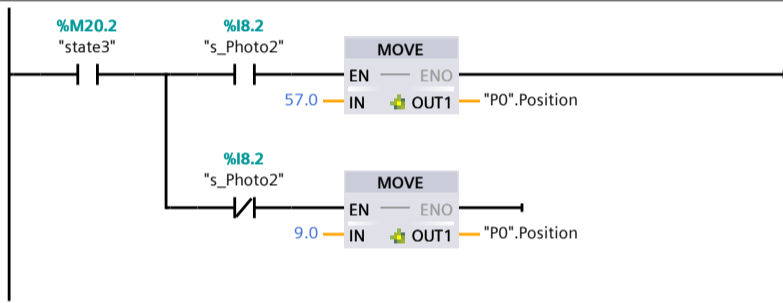 %M20.2 %I8.2
"state3" "s_Photo2" MOVE
EN ENO
57.0 IN OUT1 "P0".Position
%I8.2
"s_Photo2" MOVE
EN ENO
9.0 IN OUT1 "P0".Position